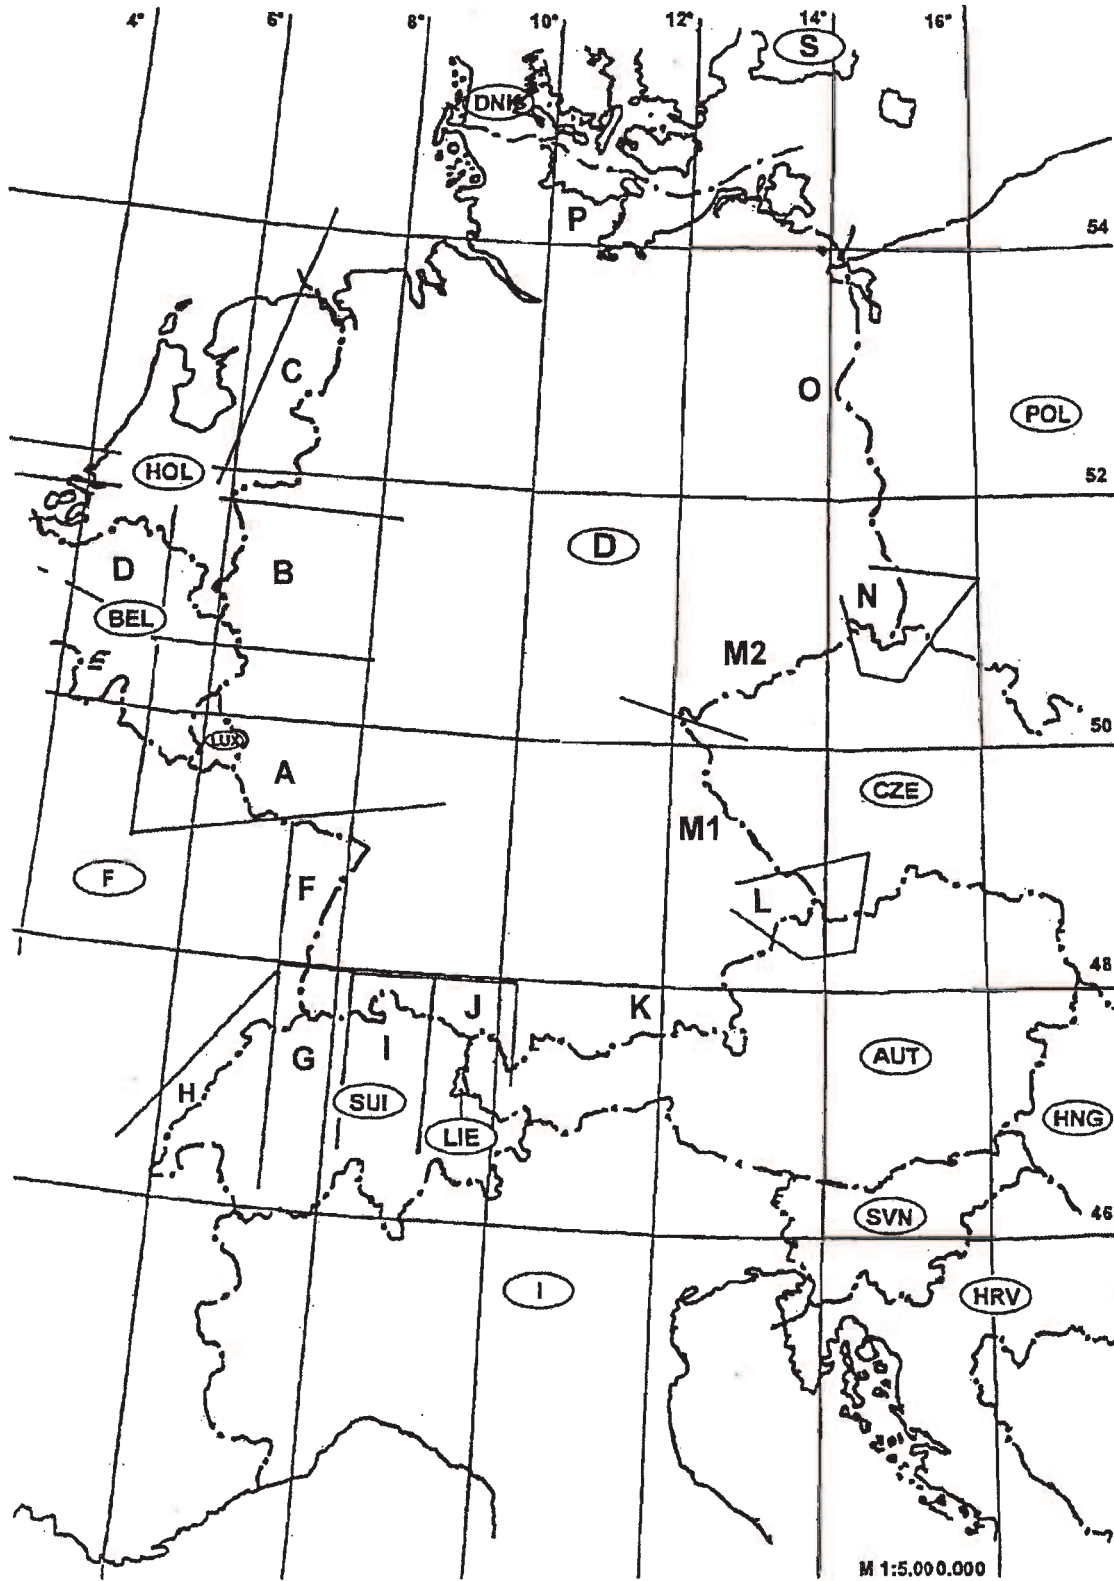 4° 6° 8° 10° 12° 14° 16°
S
DNK
P
54
C
O
POL
HOL
52
D
D
B
N
BEL
M2
50
LUX
A
CZE
M1
F
F
L
48
J
K
I
G
AUT
H
SUI
HNG
LIE
SVN
46
I
HRV
M 1:5.000.000